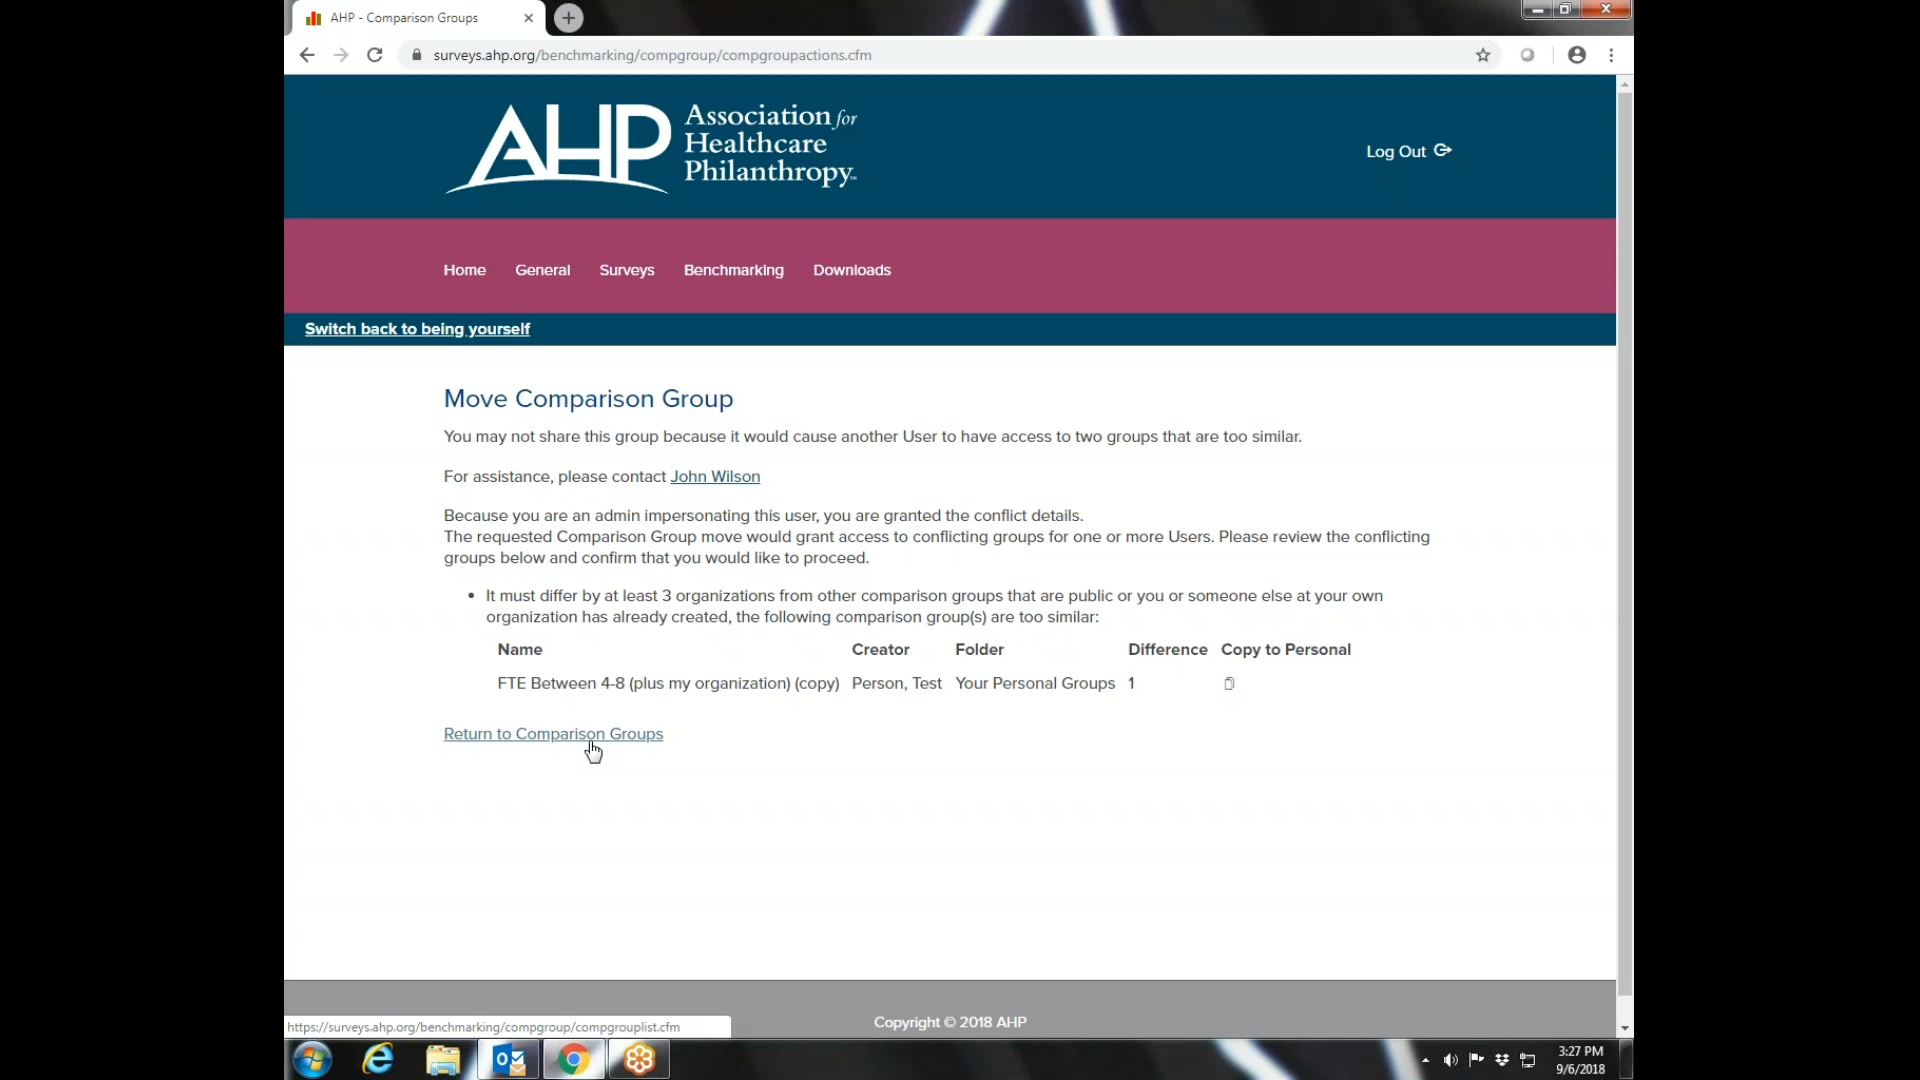 AHP - Comparison Groups
surveys.ahp.org/benchmarking/compgroup/compgroupactions.cfm
AHP Association for
Healthcare
Philanthropy
Log Out
Home General Surveys Benchmarking Downloads
Switch back to being yourself
Move Comparison Group
You may not share this group because it would cause another User to have access to two groups that are too similar.
For assistance, please contact John Wilson
Because you are an admin impersonating this user, you are granted the conflict details.
The requested Comparison Group move would grant access to conflicting groups for one or more Users. Please review the conflicting
groups below and confirm that you would like to proceed.
• It must differ by at least 3 organizations from other comparison groups that are public or you or someone else at your own
organization has already created, the following comparison group(s) are too similar:
Name Creator Folder Difference Copy to Personal
FTE Between 4-8 (plus my organization) (copy) Person, Test Your Personal Groups 1
Return to Comparison Groups
Copyright © 2018 AHP
https://surveys.ahp.org/benchmarking/compgroup/compgrouplist.cfm
3:27 PM
9/6/2018